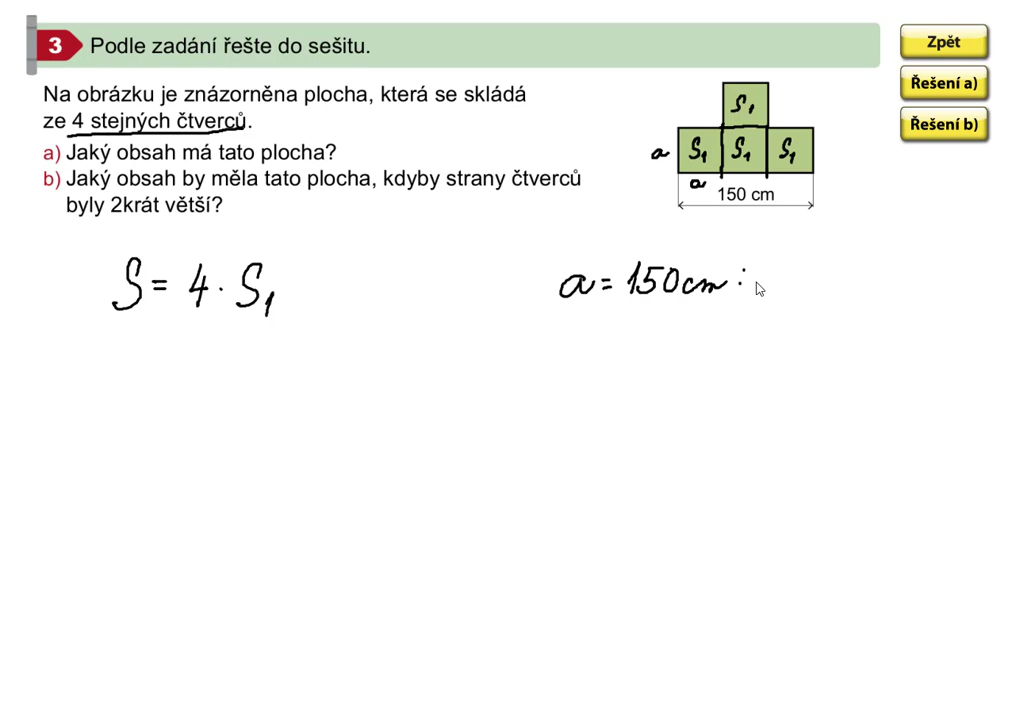 3 Podle zadání řešte do sešitu.
Zpět
Řešení a)
Řešení b)
Na obrázku je znázorněna plocha, která se skládá
ze 4 stejných čtverců.
a) Jaký obsah má tato plocha?
b) Jaký obsah by měla tato plocha, kdyby strany čtverců
byly 2krát větší?
S₁
a S₁ S₁ S₁
a
150 cm
S = 4 · S₁
a = 150 cm :